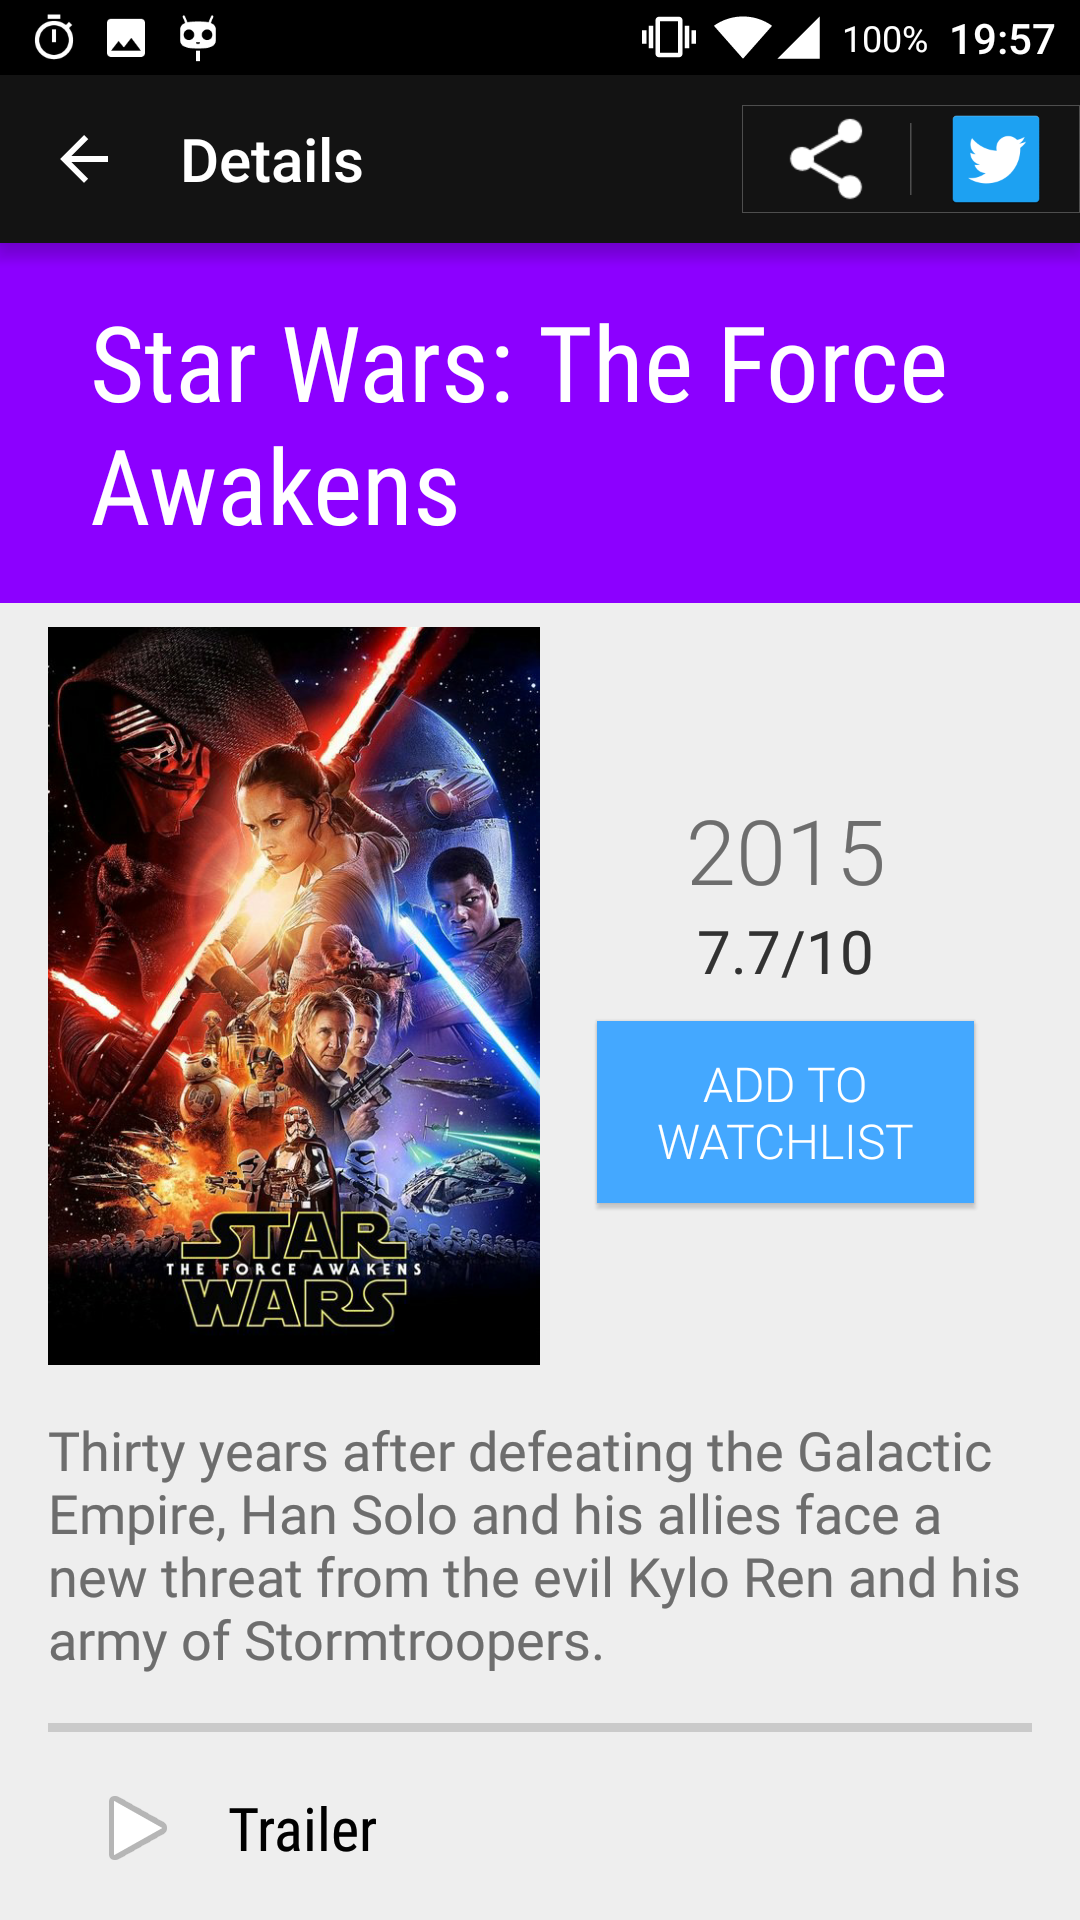 100% 19:57
Details
Star Wars: The Force
Awakens
2015
7.7/10
ADD TO
WATCHLIST
STAR
THE FORCE AWAKENS
WARS
Thirty years after defeating the Galactic
Empire, Han Solo and his allies face a
new threat from the evil Kylo Ren and his
army of Stormtroopers.
Trailer